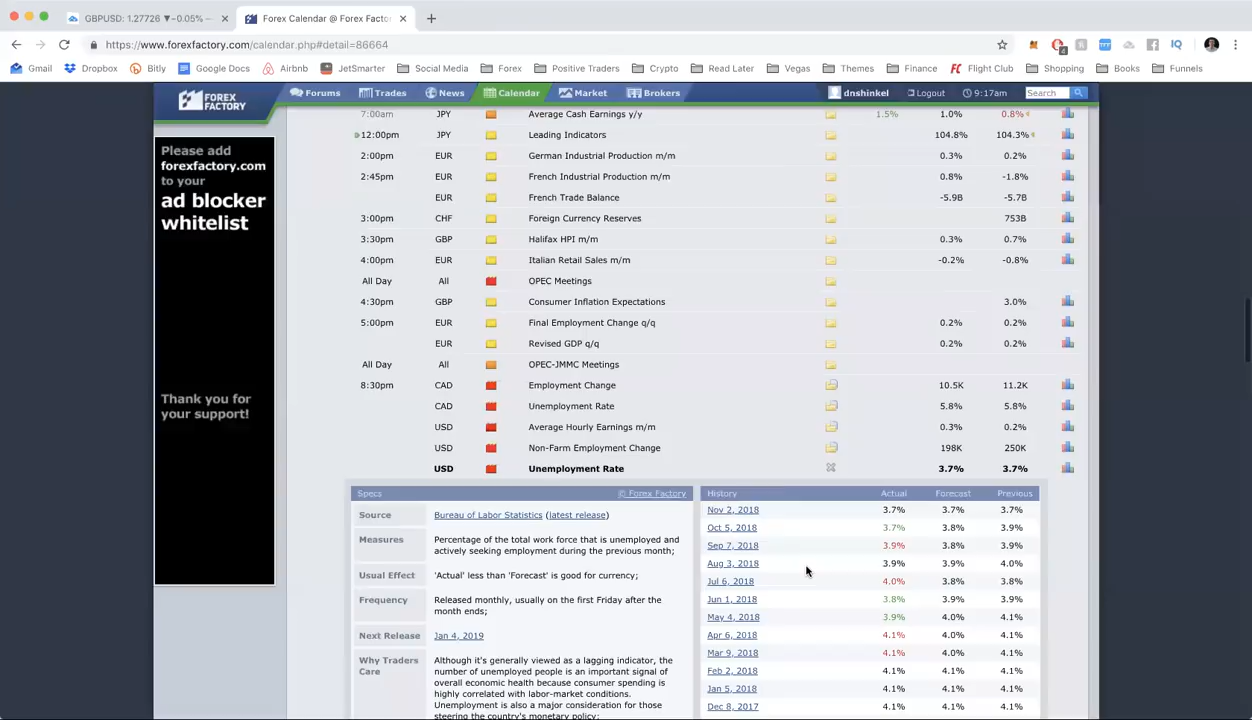 GBPUSD: 1.27726 ▼−0.05%
Forex Calendar @ Forex Facto
https://www.forexfactory.com/calendar.php#detail=86664
4
Gmail Dropbox Bitly Google Docs Airbnb JetSmarter Social Media Forex Positive Traders Crypto Read Later Vegas Themes Finance Flight Club Shopping Books Funnels
FOREX FACTORY
Forums Trades News Calendar Market Brokers dnshinkel Logout 9:17am Search
7:00am JPY Average Cash Earnings y/y 1.5% 1.0% 0.8%
12:00pm JPY Leading Indicators 104.8% 104.3%
2:00pm EUR German Industrial Production m/m 0.3% 0.2%
2:45pm EUR French Industrial Production m/m 0.8% -1.8%
EUR French Trade Balance -5.9B -5.7B
3:00pm CHF Foreign Currency Reserves 753B
3:30pm GBP Halifax HPI m/m 0.3% 0.7%
4:00pm EUR Italian Retail Sales m/m -0.2% -0.8%
All Day All OPEC Meetings
4:30pm GBP Consumer Inflation Expectations 3.0%
5:00pm EUR Final Employment Change q/q 0.2% 0.2%
EUR Revised GDP q/q 0.2% 0.2%
All Day All OPEC-JMMC Meetings
8:30pm CAD Employment Change 10.5K 11.2K
CAD Unemployment Rate 5.8% 5.8%
USD Average Hourly Earnings m/m 0.3% 0.2%
USD Non-Farm Employment Change 198K 250K
USD Unemployment Rate 3.7% 3.7%
Please add
forexfactory.com
to your
ad blocker
whitelist
Thank you for
your support!
Specs © Forex Factory
Source Bureau of Labor Statistics (latest release)
Measures Percentage of the total work force that is unemployed and
actively seeking employment during the previous month;
Usual Effect 'Actual' less than 'Forecast' is good for currency;
Frequency Released monthly, usually on the first Friday after the
month ends;
Next Release Jan 4, 2019
Why Traders Care Although it's generally viewed as a lagging indicator, the
number of unemployed people is an important signal of
overall economic health because consumer spending is
highly correlated with labor-market conditions.
Unemployment is also a major consideration for those
steering the country's monetary policy;
History Actual Forecast Previous
Nov 2, 2018 3.7% 3.7% 3.7%
Oct 5, 2018 3.7% 3.8% 3.9%
Sep 7, 2018 3.9% 3.8% 3.9%
Aug 3, 2018 3.9% 3.9% 4.0%
Jul 6, 2018 4.0% 3.8% 3.8%
Jun 1, 2018 3.8% 3.9% 3.9%
May 4, 2018 3.9% 4.0% 4.1%
Apr 6, 2018 4.1% 4.0% 4.1%
Mar 9, 2018 4.1% 4.0% 4.1%
Feb 2, 2018 4.1% 4.1% 4.1%
Jan 5, 2018 4.1% 4.1% 4.1%
Dec 8, 2017 4.1% 4.1% 4.1%